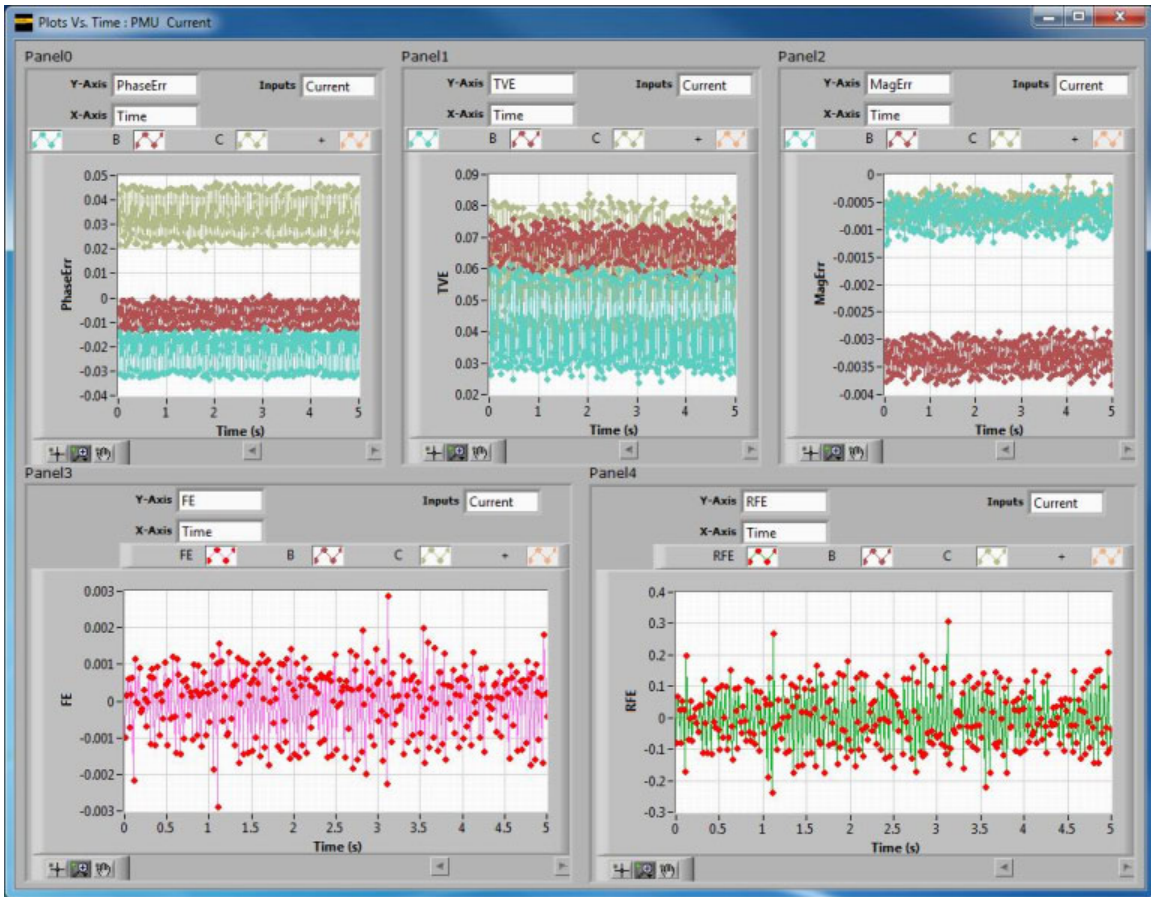 Plots Vs. Time : PMU Current
Panel0
Y-Axis PhaseErr Inputs Current
X-Axis Time
B C +
PhaseErr
0.05
0.04
0.03
0.02
0.01
0
-0.01
-0.02
-0.03
-0.04
0 1 2 3 4 5
Time (s)
Panel1
Y-Axis TVE Inputs Current
X-Axis Time
B C +
TVE
0.09
0.08
0.07
0.06
0.05
0.04
0.03
0.02
0 1 2 3 4 5
Time (s)
Panel2
Y-Axis MagErr Inputs Current
X-Axis Time
B C +
MagErr
0
-0.0005
-0.001
-0.0015
-0.002
-0.0025
-0.003
-0.0035
-0.004
0 1 2 3 4 5
Time (s)
Panel3
Y-Axis FE Inputs Current
X-Axis Time
FE B C +
FE
0.003
0.002
0.001
0
-0.001
-0.002
-0.003
0 0.5 1 1.5 2 2.5 3 3.5 4 4.5 5
Time (s)
Panel4
Y-Axis RFE Inputs Current
X-Axis Time
RFE B C +
RFE
0.4
0.3
0.2
0.1
0
-0.1
-0.2
-0.3
0 0.5 1 1.5 2 2.5 3 3.5 4 4.5 5
Time (s)